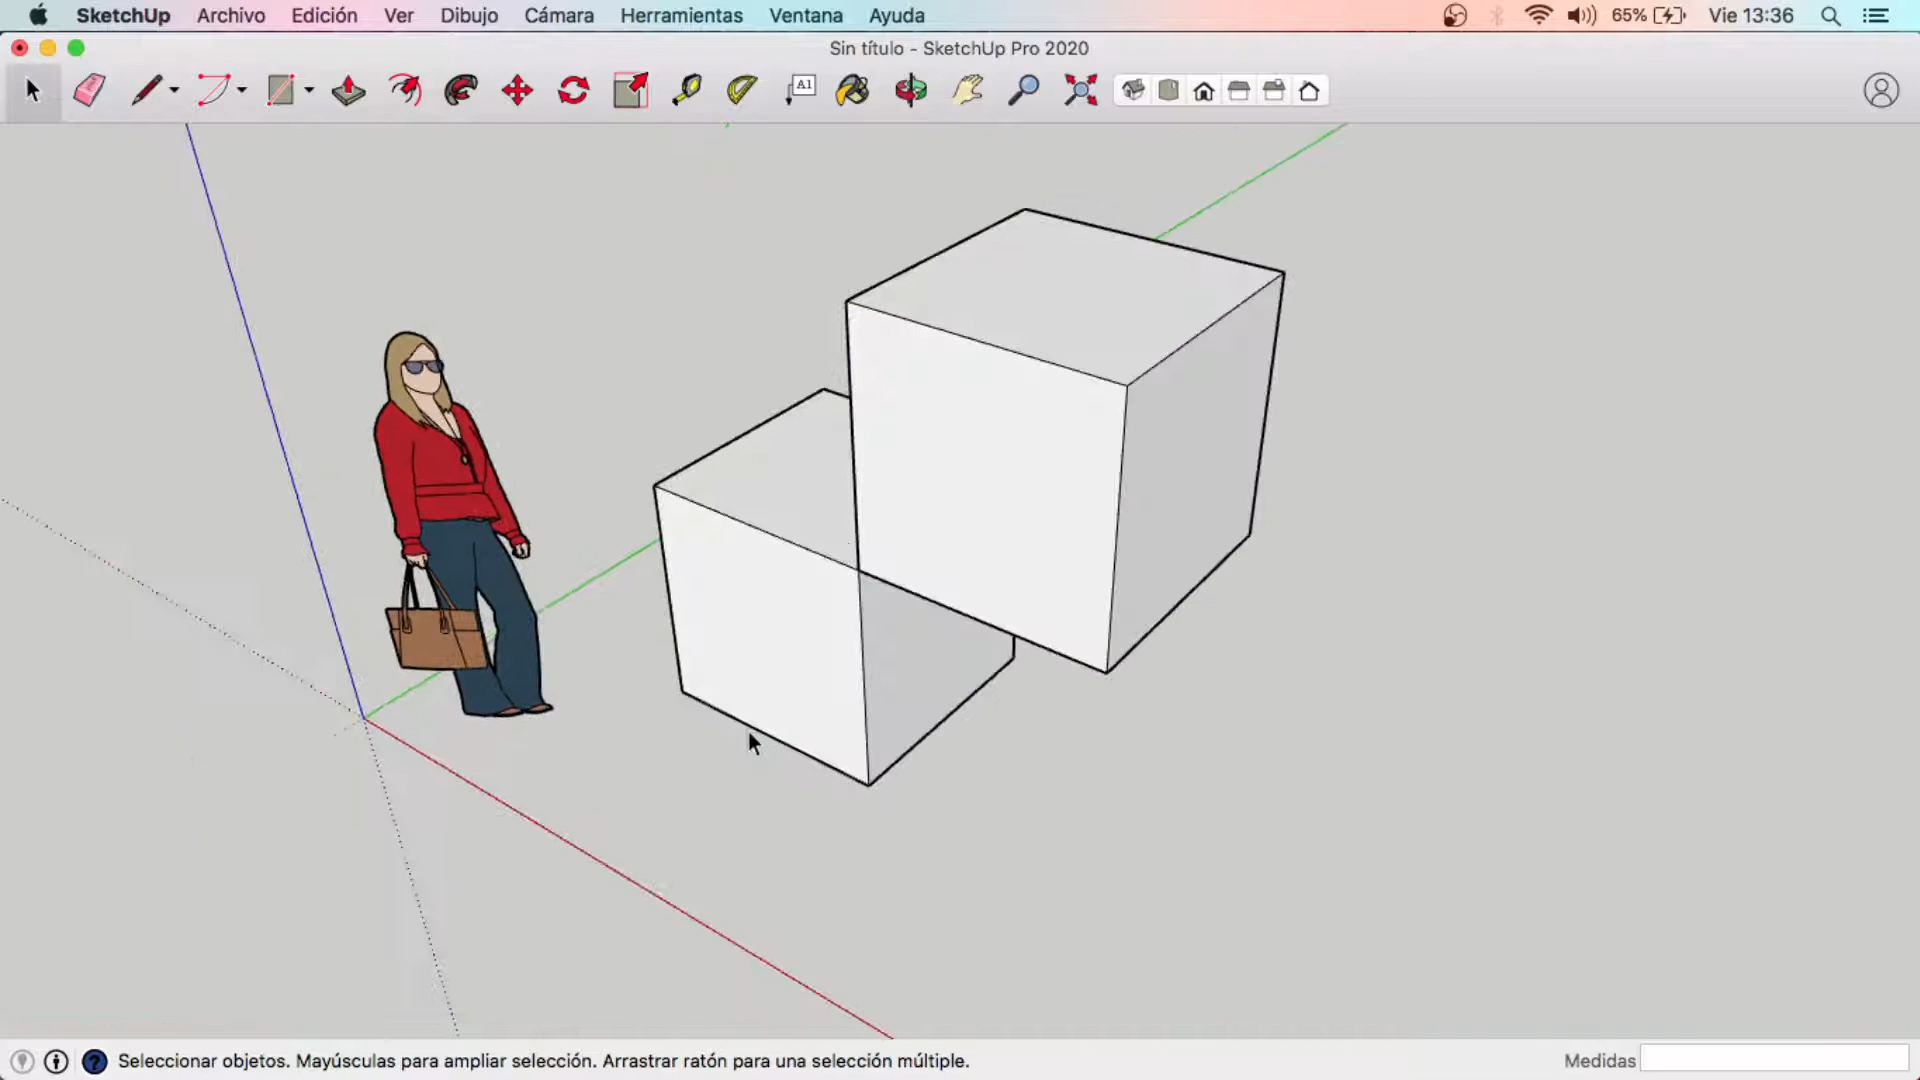 SketchUp Archivo Edición Ver Dibujo Cámara Herramientas Ventana Ayuda 65% Vie 13:36
Sin título - SketchUp Pro 2020
A1
Seleccionar objetos. Mayúsculas para ampliar selección. Arrastrar ratón para una selección múltiple. Medidas